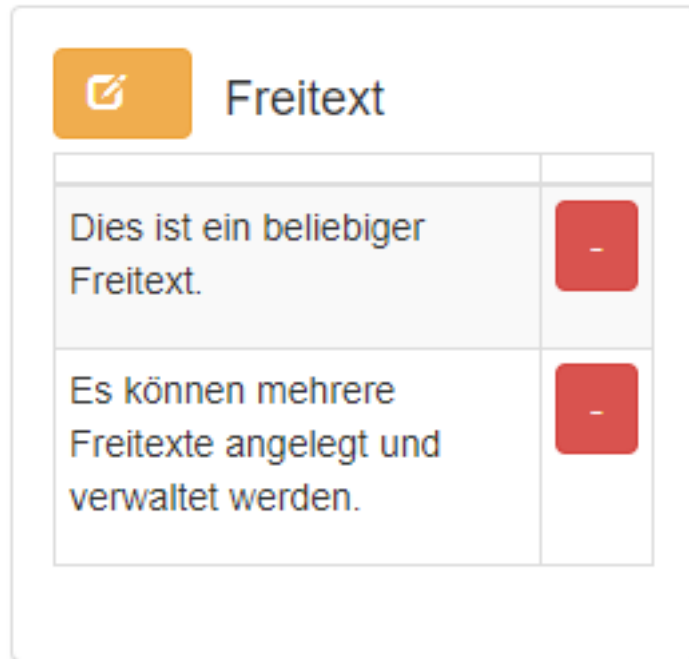 Freitext
Dies ist ein beliebiger
Freitext.
-
Es können mehrere
Freitexte angelegt und
verwaltet werden.
-